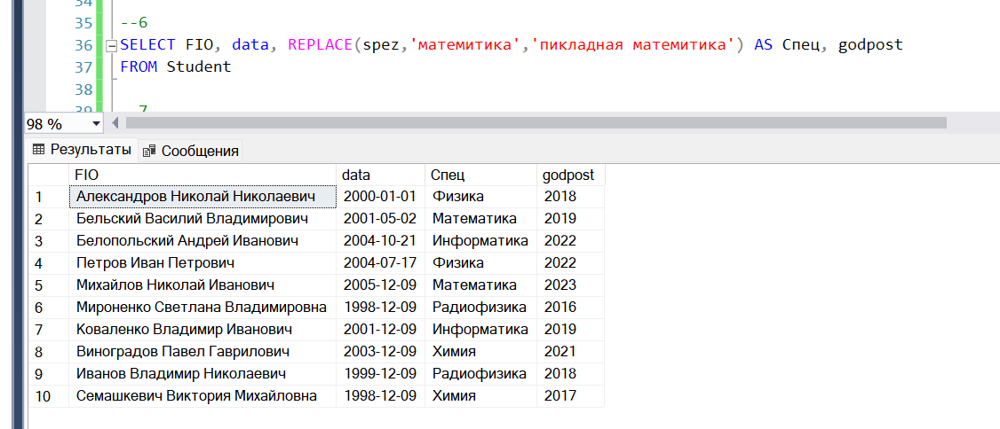 34
35 --6
36 SELECT FIO, data, REPLACE(spez,'матемитика','пикладная матемитика') AS Спец, godpost
37 FROM Student
38
39 7
98 %
Результаты Сообщения
FIO data Спец godpost
1 Александров Николай Николаевич 2000-01-01 Физика 2018
2 Бельский Василий Владимирович 2001-05-02 Математика 2019
3 Белопольский Андрей Иванович 2004-10-21 Информатика 2022
4 Петров Иван Петрович 2004-07-17 Физика 2022
5 Михайлов Николай Иванович 2005-12-09 Математика 2023
6 Мироненко Светлана Владимировна 1998-12-09 Радиофизика 2016
7 Коваленко Владимир Иванович 2001-12-09 Информатика 2019
8 Виноградов Павел Гаврилович 2003-12-09 Химия 2021
9 Иванов Владимир Николаевич 1999-12-09 Радиофизика 2018
10 Семашкевич Виктория Михайловна 1998-12-09 Химия 2017